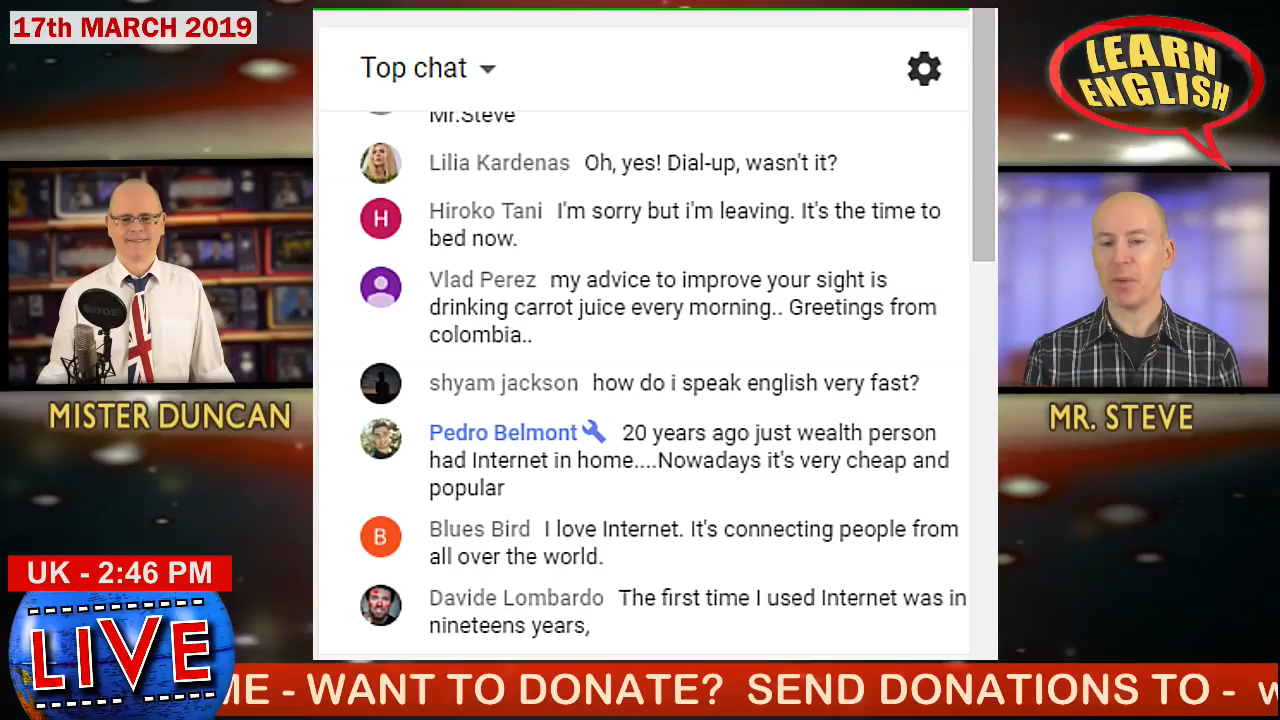 17th MARCH 2019
LEARN
ENGLISH
Top chat
Mr.Steve
Lilia Kardenas Oh, yes! Dial-up, wasn't it?
H
Hiroko Tani I'm sorry but i'm leaving. It's the time to
bed now.
Vlad Perez my advice to improve your sight is
drinking carrot juice every morning.. Greetings from
colombia..
shyam jackson how do i speak english very fast?
Pedro Belmont 20 years ago just wealth person
had Internet in home....Nowadays it's very cheap and
popular
B
Blues Bird I love Internet. It's connecting people from
all over the world.
Davide Lombardo The first time I used Internet was in
nineteens years,
MISTER DUNCAN
MR. STEVE
UK - 2:46 PM
LIVE
ME - WANT TO DONATE? SEND DONATIONS TO - w